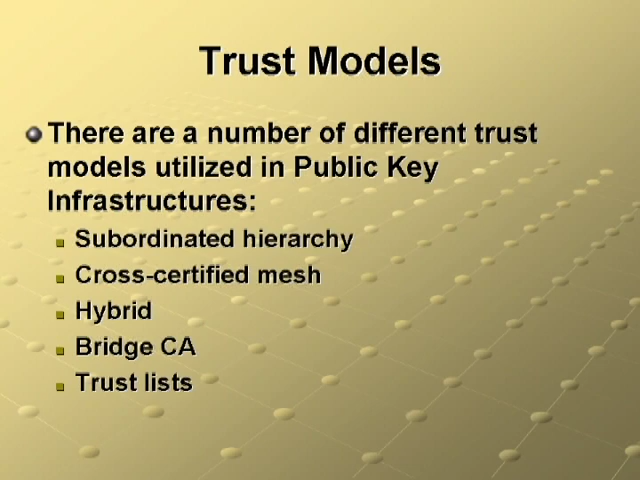 Trust Models
There are a number of different trust
models utilized in Public Key
Infrastructures:
Subordinated hierarchy
Cross-certified mesh
Hybrid
Bridge CA
Trust lists